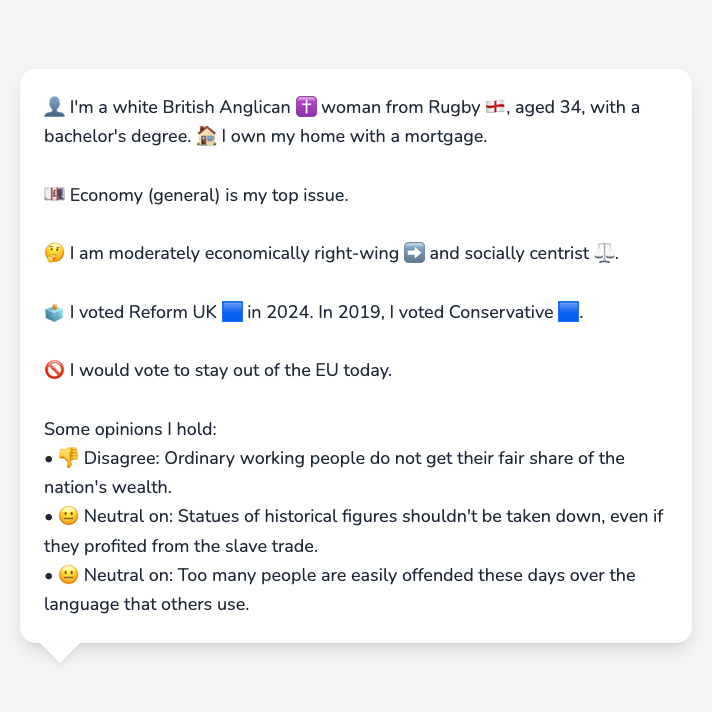 👤 I'm a white British Anglican ✝️ woman from Rugby 🏴󠁧󠁢󠁥󠁮󠁧󠁿, aged 34, with a
bachelor's degree. 🏠 I own my home with a mortgage.
💷 Economy (general) is my top issue.
🤔 I am moderately economically right-wing ➡️ and socially centrist ⚖️.
🗳️ I voted Reform UK 🟦 in 2024. In 2019, I voted Conservative 🟦.
🚫 I would vote to stay out of the EU today.
Some opinions I hold:
• 👎 Disagree: Ordinary working people do not get their fair share of the
nation's wealth.
• 😐 Neutral on: Statues of historical figures shouldn't be taken down, even if
they profited from the slave trade.
• 😐 Neutral on: Too many people are easily offended these days over the
language that others use.